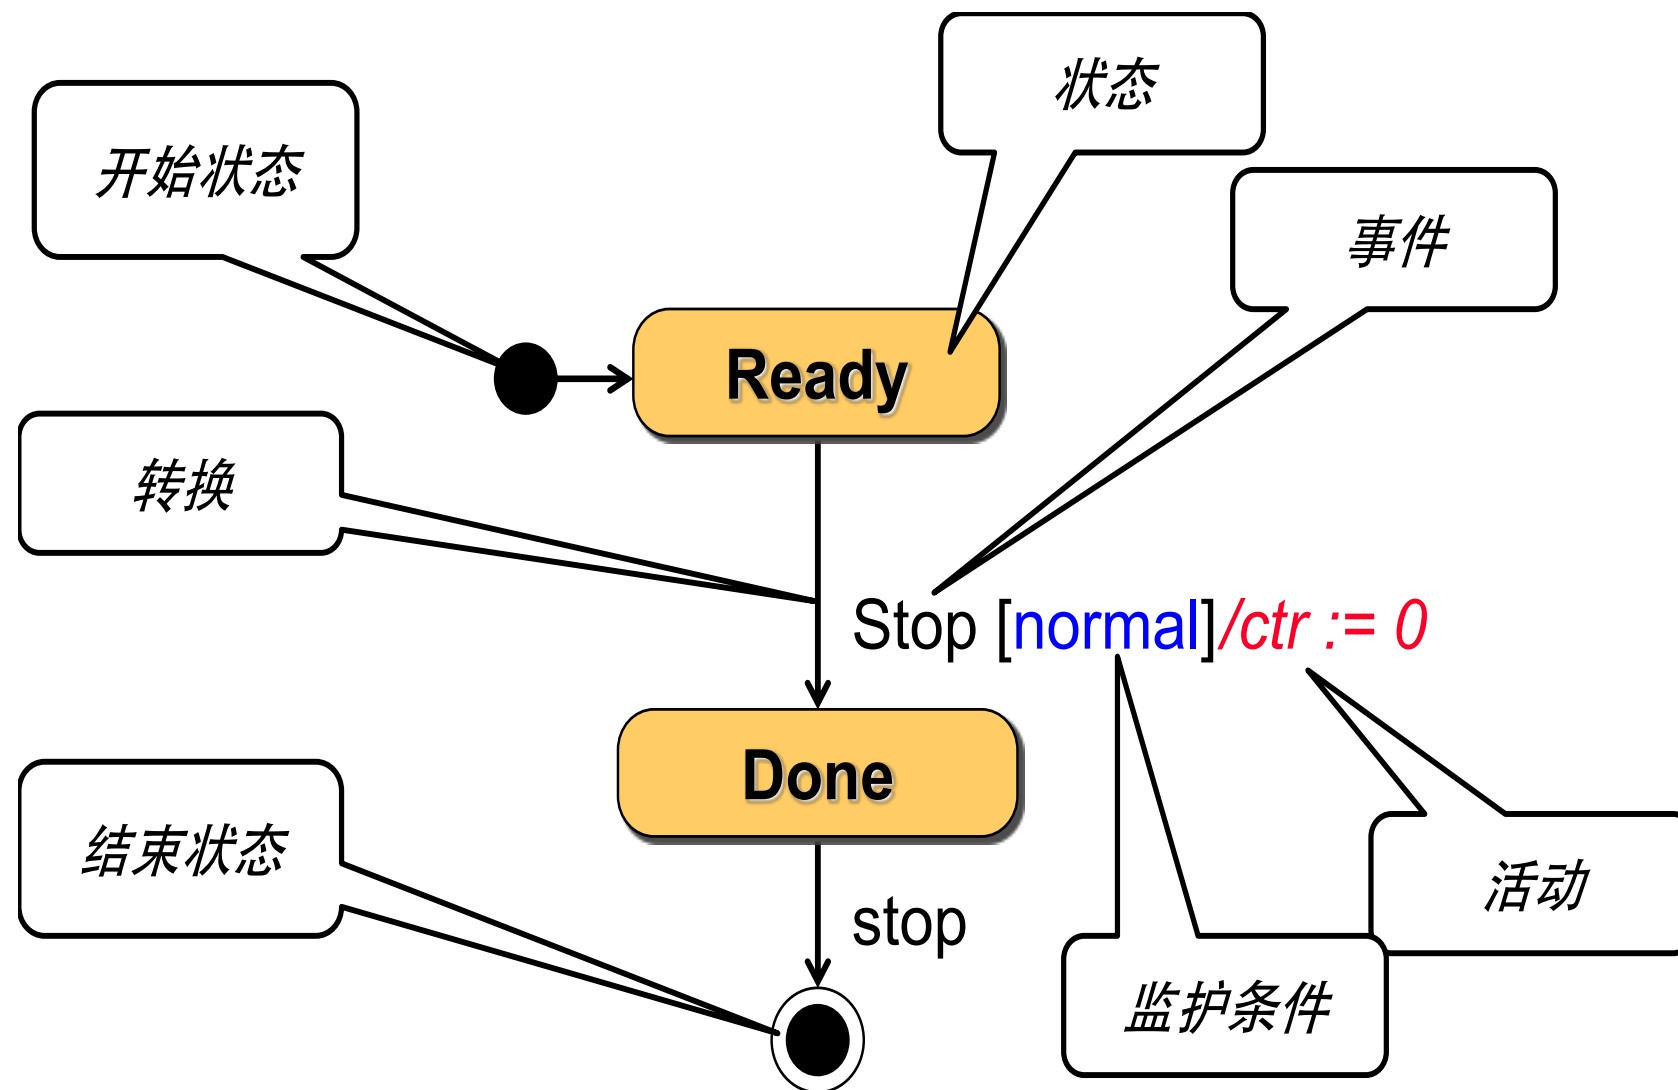 状态
开始状态
事件
Ready
转换
Stop [normal]/ctr := 0
Done
结束状态
活动
stop
监护条件